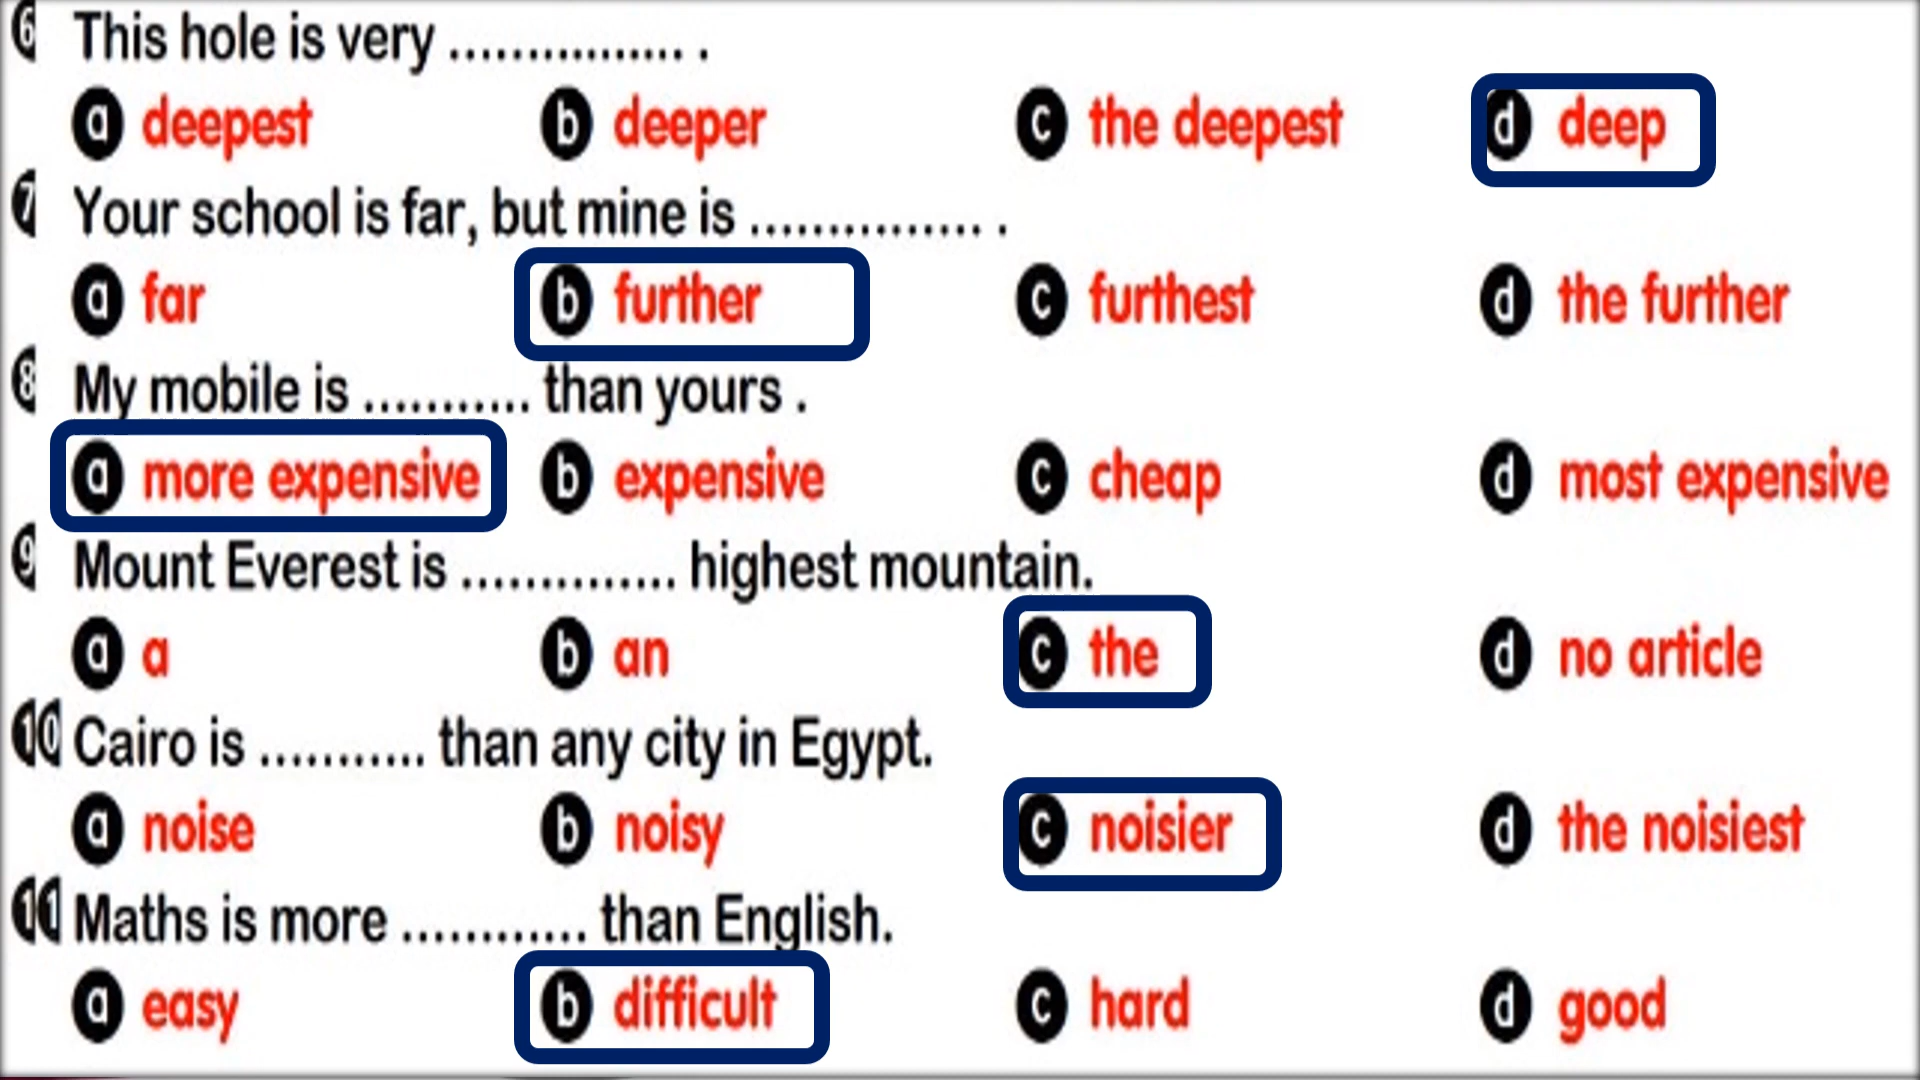 6 This hole is very ................ .
a deepest b deeper c the deepest d deep
7 Your school is far, but mine is ............... .
a far b further c furthest d the further
8 My mobile is ........... than yours .
a more expensive b expensive c cheap d most expensive
9 Mount Everest is .............. highest mountain.
a a b an c the d no article
10 Cairo is ........... than any city in Egypt.
a noise b noisy c noisier d the noisiest
11 Maths is more ............ than English.
a easy b difficult c hard d good